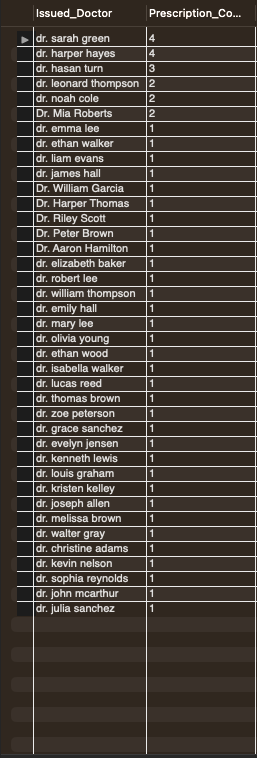 Issued_Doctor Prescription_Co...
dr. sarah green 4
dr. harper hayes 4
dr. hasan turn 3
dr. leonard thompson 2
dr. noah cole 2
Dr. Mia Roberts 2
dr. emma lee 1
dr. ethan walker 1
dr. liam evans 1
dr. james hall 1
Dr. William Garcia 1
Dr. Harper Thomas 1
Dr. Riley Scott 1
Dr. Peter Brown 1
Dr. Aaron Hamilton 1
dr. elizabeth baker 1
dr. robert lee 1
dr. william thompson 1
dr. emily hall 1
dr. mary lee 1
dr. olivia young 1
dr. ethan wood 1
dr. isabella walker 1
dr. lucas reed 1
dr. thomas brown 1
dr. zoe peterson 1
dr. grace sanchez 1
dr. evelyn jensen 1
dr. kenneth lewis 1
dr. louis graham 1
dr. kristen kelley 1
dr. joseph allen 1
dr. melissa brown 1
dr. walter gray 1
dr. christine adams 1
dr. kevin nelson 1
dr. sophia reynolds 1
dr. john mcarthur 1
dr. julia sanchez 1